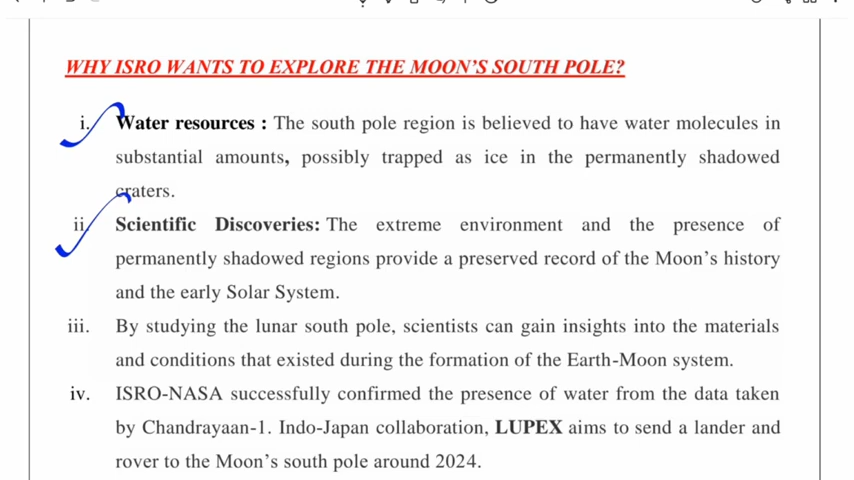 WHY ISRO WANTS TO EXPLORE THE MOON'S SOUTH POLE?
i. Water resources : The south pole region is believed to have water molecules in
substantial amounts, possibly trapped as ice in the permanently shadowed
craters.
ii. Scientific Discoveries: The extreme environment and the presence of
permanently shadowed regions provide a preserved record of the Moon's history
and the early Solar System.
iii. By studying the lunar south pole, scientists can gain insights into the materials
and conditions that existed during the formation of the Earth-Moon system.
iv. ISRO-NASA successfully confirmed the presence of water from the data taken
by Chandrayaan-1. Indo-Japan collaboration, LUPEX aims to send a lander and
rover to the Moon's south pole around 2024.